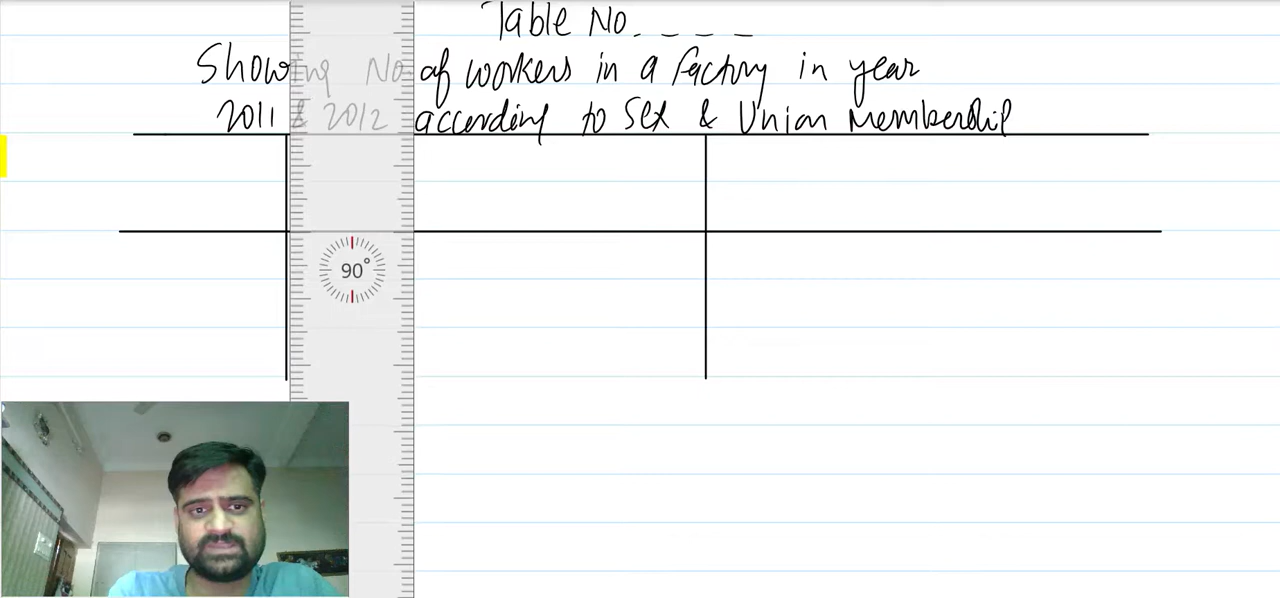 Table No. _ _ _ _
Showing No. of workers in a factory in year
2011 & 2012 according to Sex & Union Membership
90°